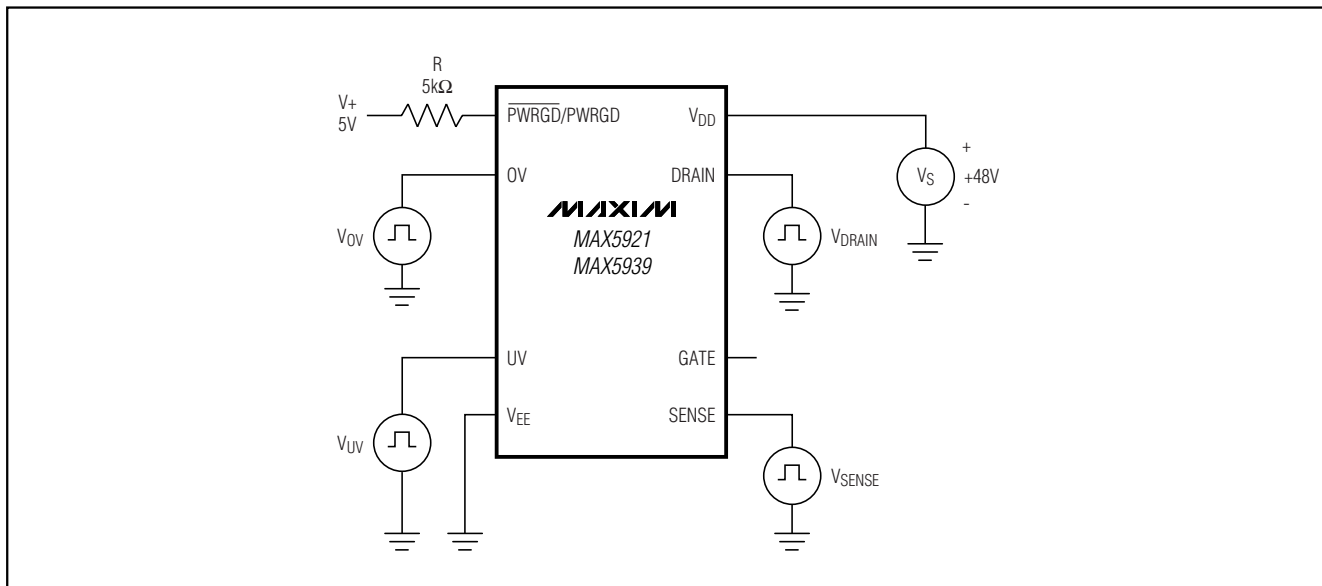 R
5kΩ
V+
5V
PWRGD/PWRGD
VDD
+
VS
+48V
-
OV
DRAIN
MAXIM
MAX5921
MAX5939
VOV
VDRAIN
UV
GATE
VEE
SENSE
VUV
VSENSE